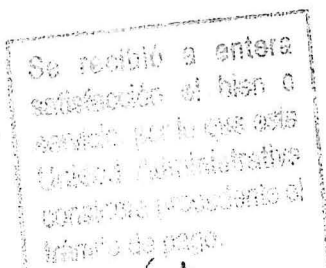 Se recibió a entera
satisfacción el bien o
servicio por lo que esta
Unidad Administrativa
considera procedente el
trámite de pago.